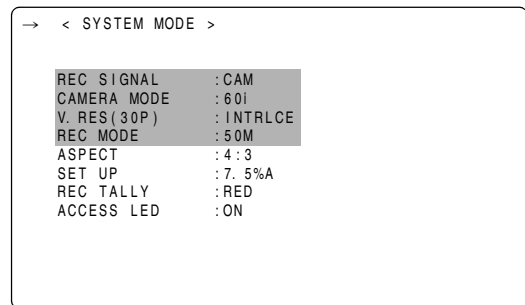 → < SYSTEM MODE >
REC SIGNAL :CAM
CAMERA MODE :60i
V. RES(30P) :INTRLCE
REC MODE :50M
ASPECT :4:3
SET UP :7. 5%A
REC TALLY :RED
ACCESS LED :ON